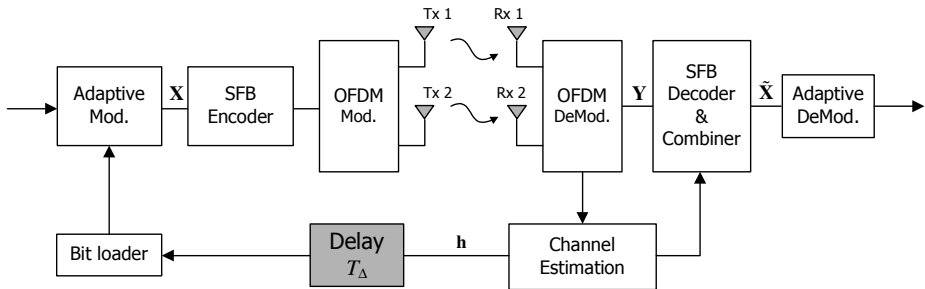 Tx 1
Rx 1
Adaptive
Mod.
X
SFB
Encoder
OFDM
Mod.
Tx 2
Rx 2
OFDM
DeMod.
Y
SFB
Decoder
&
Combiner
X̃
Adaptive
DeMod.
Bit loader
Delay
T_Δ
h
Channel
Estimation